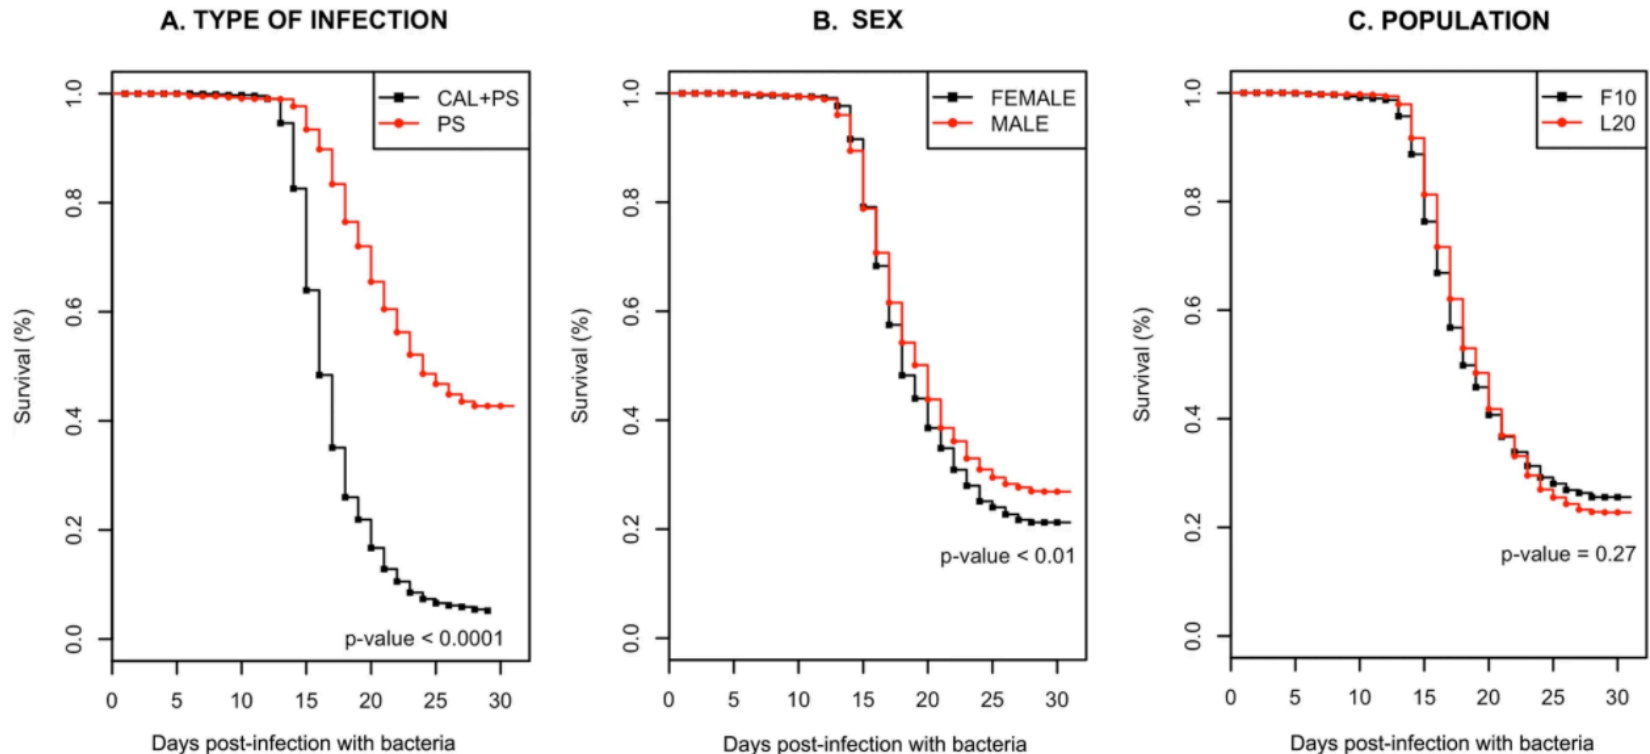 A. TYPE OF INFECTION
CAL+PS
PS
Survival (%)
1.0
0.8
0.6
0.4
0.2
0.0
p-value < 0.0001
0 5 10 15 20 25 30
Days post-infection with bacteria
B. SEX
FEMALE
MALE
Survival (%)
1.0
0.8
0.6
0.4
0.2
0.0
p-value < 0.01
0 5 10 15 20 25 30
Days post-infection with bacteria
C. POPULATION
F10
L20
Survival (%)
1.0
0.8
0.6
0.4
0.2
0.0
p-value = 0.27
0 5 10 15 20 25 30
Days post-infection with bacteria